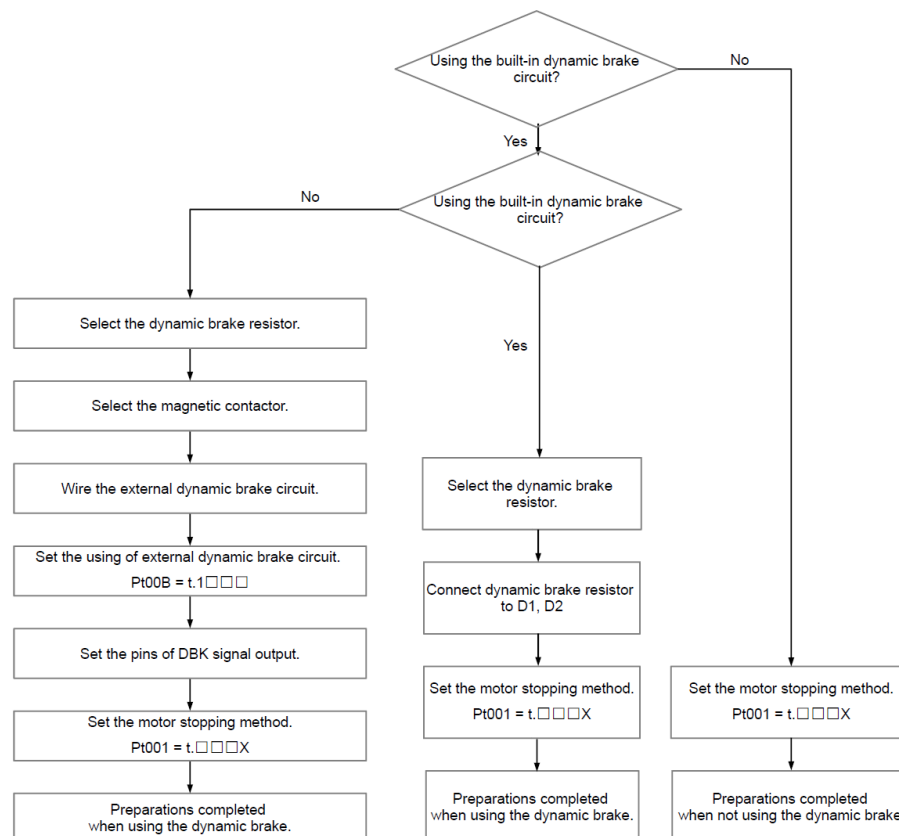 Using the built-in dynamic brake
circuit?
No
Yes
Using the built-in dynamic brake
circuit?
No
Yes
Select the dynamic brake resistor.
Select the magnetic contactor.
Wire the external dynamic brake circuit.
Set the using of external dynamic brake circuit.
Pt00B = t.1□□□
Set the pins of DBK signal output.
Set the motor stopping method.
Pt001 = t.□□□X
Preparations completed
when using the dynamic brake.
Select the dynamic brake
resistor.
Connect dynamic brake resistor
to D1, D2
Set the motor stopping method.
Pt001 = t.□□□X
Preparations completed
when using the dynamic brake.
Set the motor stopping method.
Pt001 = t.□□□X
Preparations completed
when not using the dynamic brake.